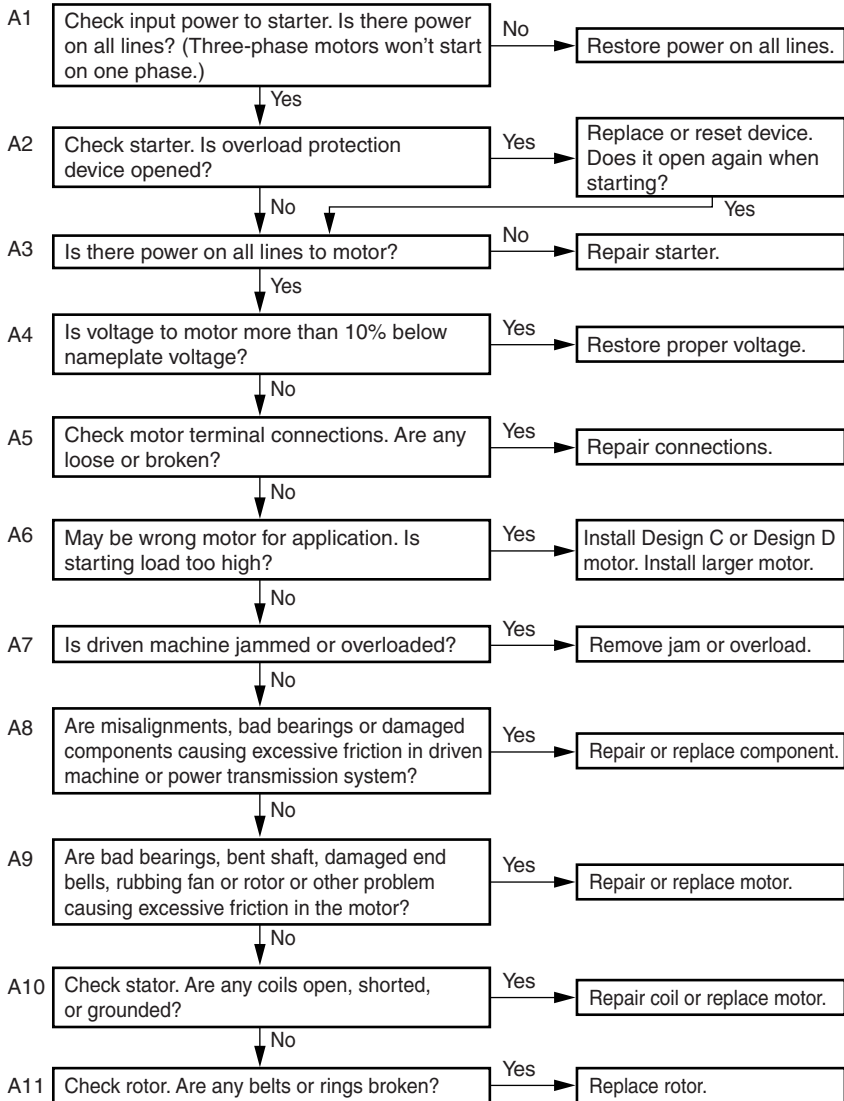 A1
Check input power to starter. Is there power
on all lines? (Three-phase motors won't start
on one phase.)
No
Restore power on all lines.
Yes
A2
Check starter. Is overload protection
device opened?
Yes
Replace or reset device.
Does it open again when
starting?
No
Yes
A3
Is there power on all lines to motor?
No
Repair starter.
Yes
A4
Is voltage to motor more than 10% below
nameplate voltage?
Yes
Restore proper voltage.
No
A5
Check motor terminal connections. Are any
loose or broken?
Yes
Repair connections.
No
A6
May be wrong motor for application. Is
starting load too high?
Yes
Install Design C or Design D
motor. Install larger motor.
No
A7
Is driven machine jammed or overloaded?
Yes
Remove jam or overload.
No
A8
Are misalignments, bad bearings or damaged
components causing excessive friction in driven
machine or power transmission system?
Yes
Repair or replace component.
No
A9
Are bad bearings, bent shaft, damaged end
bells, rubbing fan or rotor or other problem
causing excessive friction in the motor?
Yes
Repair or replace motor.
No
A10
Check stator. Are any coils open, shorted,
or grounded?
Yes
Repair coil or replace motor.
No
A11
Check rotor. Are any belts or rings broken?
Yes
Replace rotor.